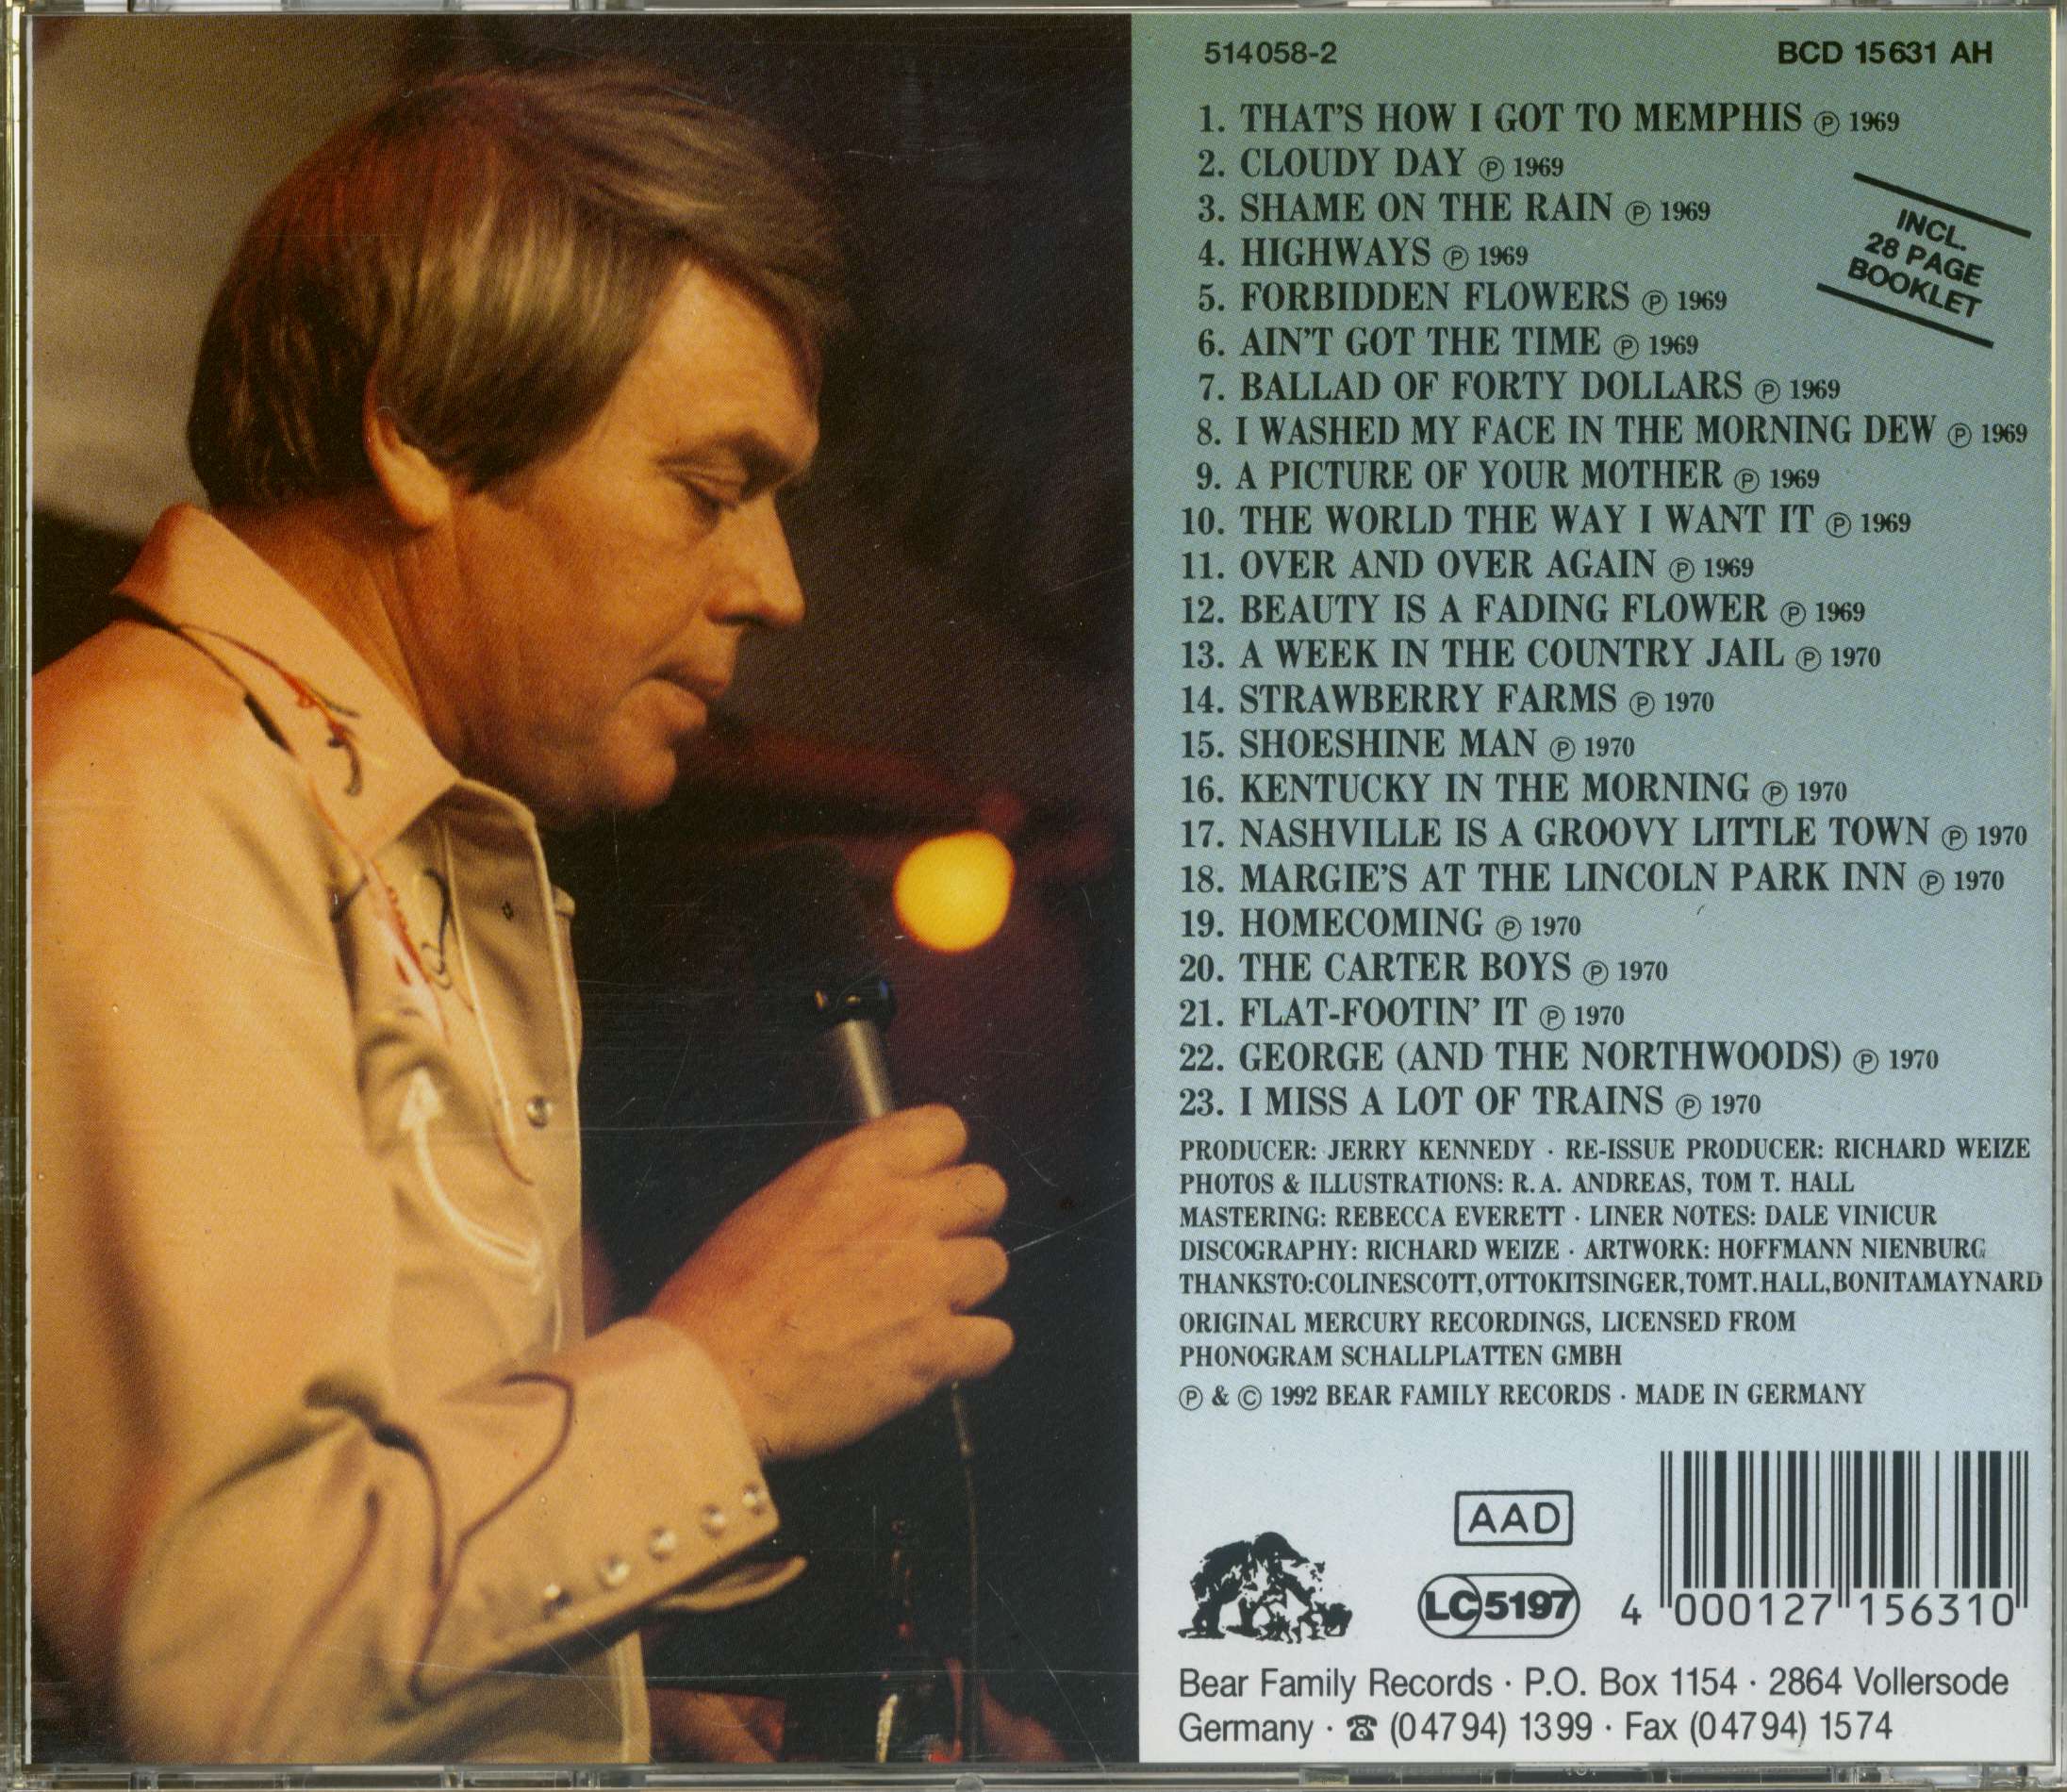 514058-2
BCD 15631 AH
1. THAT'S HOW I GOT TO MEMPHIS Ⓟ 1969
2. CLOUDY DAY Ⓟ 1969
3. SHAME ON THE RAIN Ⓟ 1969
4. HIGHWAYS Ⓟ 1969
5. FORBIDDEN FLOWERS Ⓟ 1969
6. AIN'T GOT THE TIME Ⓟ 1969
7. BALLAD OF FORTY DOLLARS Ⓟ 1969
8. I WASHED MY FACE IN THE MORNING DEW Ⓟ 1969
9. A PICTURE OF YOUR MOTHER Ⓟ 1969
10. THE WORLD THE WAY I WANT IT Ⓟ 1969
11. OVER AND OVER AGAIN Ⓟ 1969
12. BEAUTY IS A FADING FLOWER Ⓟ 1969
13. A WEEK IN THE COUNTRY JAIL Ⓟ 1970
14. STRAWBERRY FARMS Ⓟ 1970
15. SHOESHINE MAN Ⓟ 1970
16. KENTUCKY IN THE MORNING Ⓟ 1970
17. NASHVILLE IS A GROOVY LITTLE TOWN Ⓟ 1970
18. MARGIE'S AT THE LINCOLN PARK INN Ⓟ 1970
19. HOMECOMING Ⓟ 1970
20. THE CARTER BOYS Ⓟ 1970
21. FLAT-FOOTIN' IT Ⓟ 1970
22. GEORGE (AND THE NORTHWOODS) Ⓟ 1970
23. I MISS A LOT OF TRAINS Ⓟ 1970
INCL.
28 PAGE
BOOKLET
PRODUCER: JERRY KENNEDY · RE-ISSUE PRODUCER: RICHARD WEIZE
PHOTOS & ILLUSTRATIONS: R.A. ANDREAS, TOM T. HALL
MASTERING: REBECCA EVERETT · LINER NOTES: DALE VINICUR
DISCOGRAPHY: RICHARD WEIZE · ARTWORK: HOFFMANN NIENBURG
THANKSTO:COLINESCOTT,OTTOKITSINGER,TOMT.HALL,BONITAMAYNARD
ORIGINAL MERCURY RECORDINGS, LICENSED FROM
PHONOGRAM SCHALLPLATTEN GMBH
Ⓟ & © 1992 BEAR FAMILY RECORDS · MADE IN GERMANY
AAD
LC 5197
4 000127 156310
Bear Family Records · P.O. Box 1154 · 2864 Vollersode
Germany · ☎ (04794) 1399 · Fax (04794) 1574